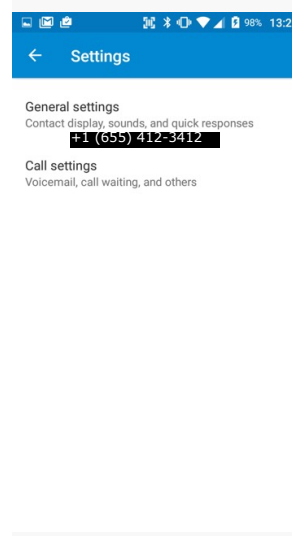 98% 13:2
Settings
General settings
Contact display, sounds, and quick responses
+1 (655) 412-3412
Call settings
Voicemail, call waiting, and others